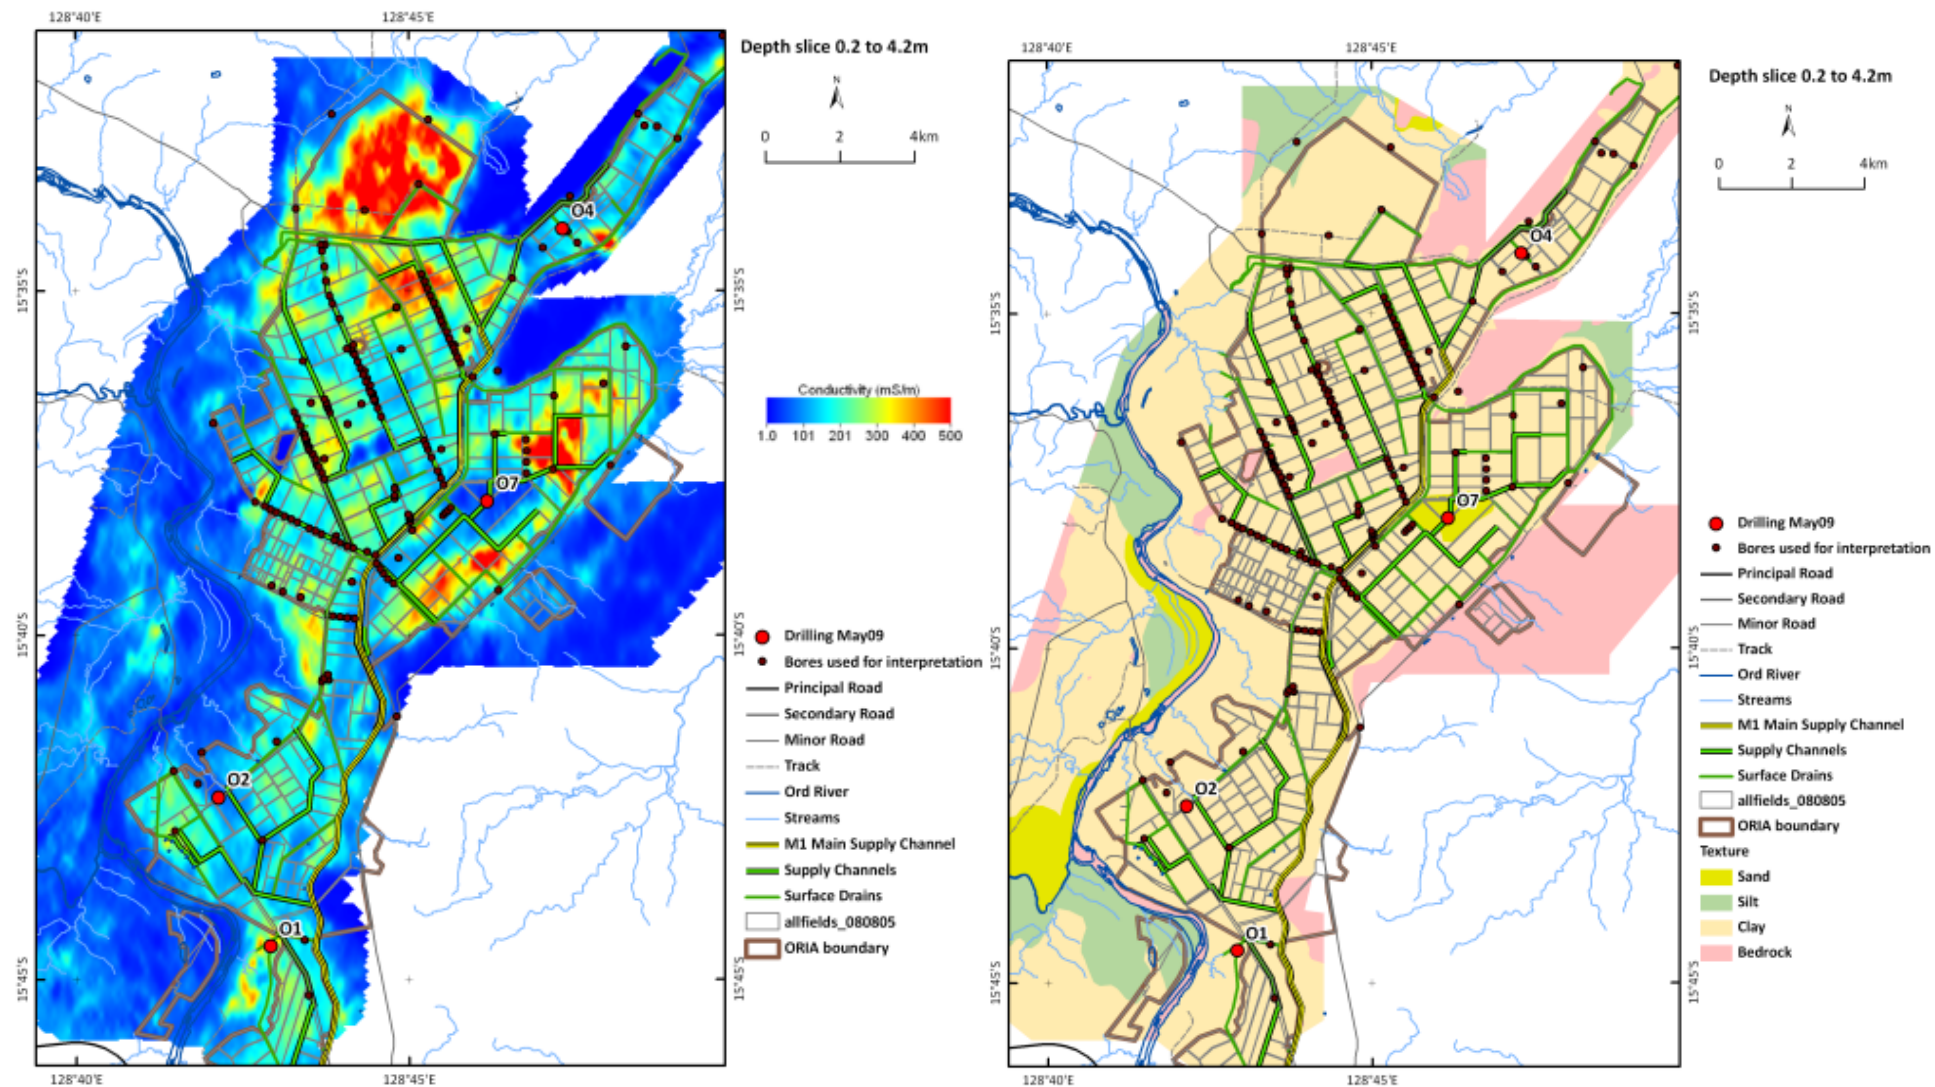 128°40'E
128°45'E
Depth slice 0.2 to 4.2m
N
0 2 4km
15°35'S
15°35'S
O4
Conductivity (mS/m)
1.0 101 201 300 400 500
O7
15°40'S
15°40'S
O2
O1
15°45'S
15°45'S
Drilling May09
Bores used for interpretation
Principal Road
Secondary Road
Minor Road
Track
Ord River
Streams
M1 Main Supply Channel
Supply Channels
Surface Drains
allfields_080805
ORIA boundary
128°40'E
128°45'E
128°40'E
128°45'E
Depth slice 0.2 to 4.2m
N
0 2 4km
O4
15°35'S
15°35'S
O7
15°40'S
15°40'S
O2
O1
15°45'S
15°45'S
Drilling May09
Bores used for interpretation
Principal Road
Secondary Road
Minor Road
Track
Ord River
Streams
M1 Main Supply Channel
Supply Channels
Surface Drains
allfields_080805
ORIA boundary
Texture
Sand
Silt
Clay
Bedrock
128°40'E
128°45'E